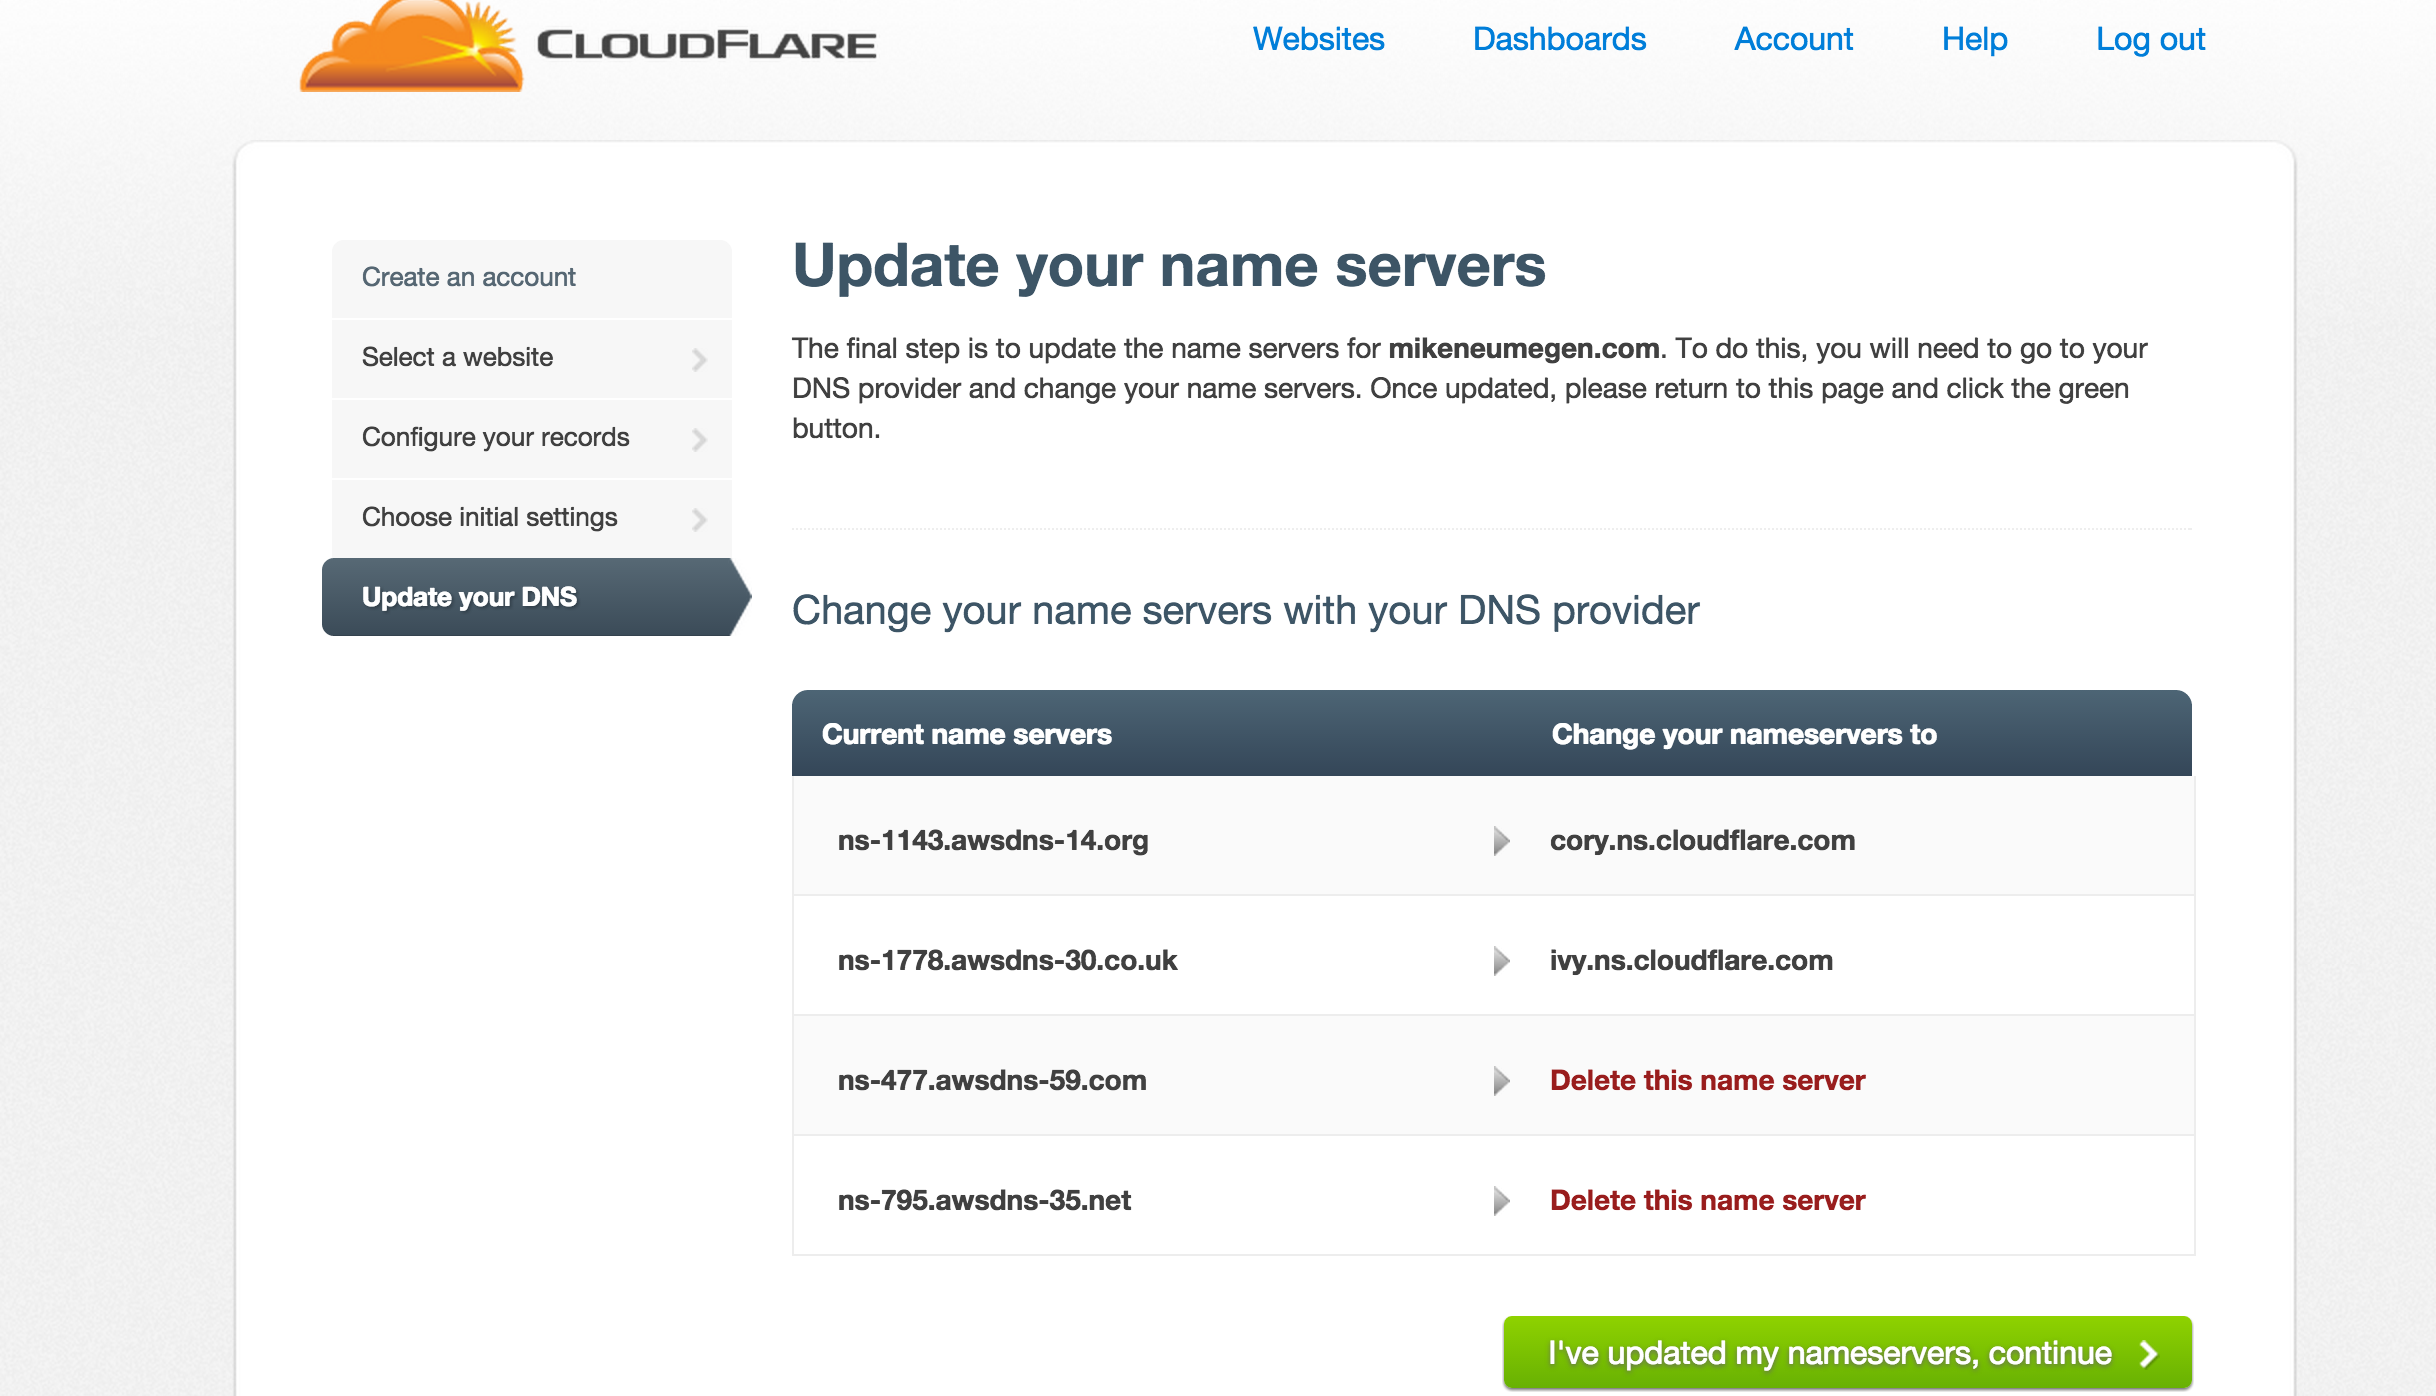 CLOUDFLARE
Websites Dashboards Account Help Log out
Create an account
Select a website
Configure your records
Choose initial settings
Update your DNS
Update your name servers
The final step is to update the name servers for mikeneumegen.com. To do this, you will need to go to your
DNS provider and change your name servers. Once updated, please return to this page and click the green
button.
Change your name servers with your DNS provider
Current name servers Change your nameservers to
ns-1143.awsdns-14.org cory.ns.cloudflare.com
ns-1778.awsdns-30.co.uk ivy.ns.cloudflare.com
ns-477.awsdns-59.com Delete this name server
ns-795.awsdns-35.net Delete this name server
I've updated my nameservers, continue